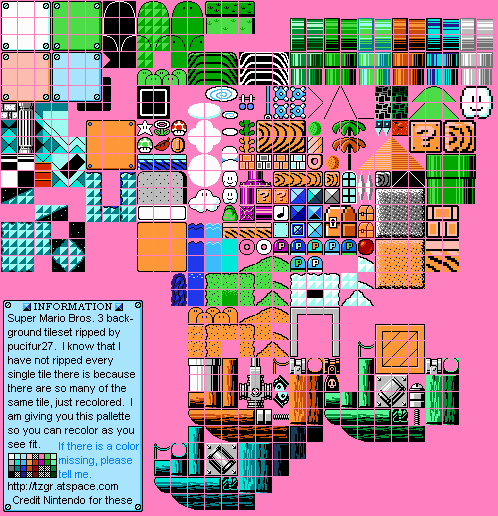 INFORMATION
Super Mario Bros. 3 back-
ground tileset ripped by
pucifur27. I know that I
have not ripped every
single tile there is because
there are so many of the
same tile, just recolored. I
am giving you this pallette
so you can recolor as you
see fit.
If there is a color
missing, please
tell me.
http://tzgr.atspace.com
Credit Nintendo for these
P P P P